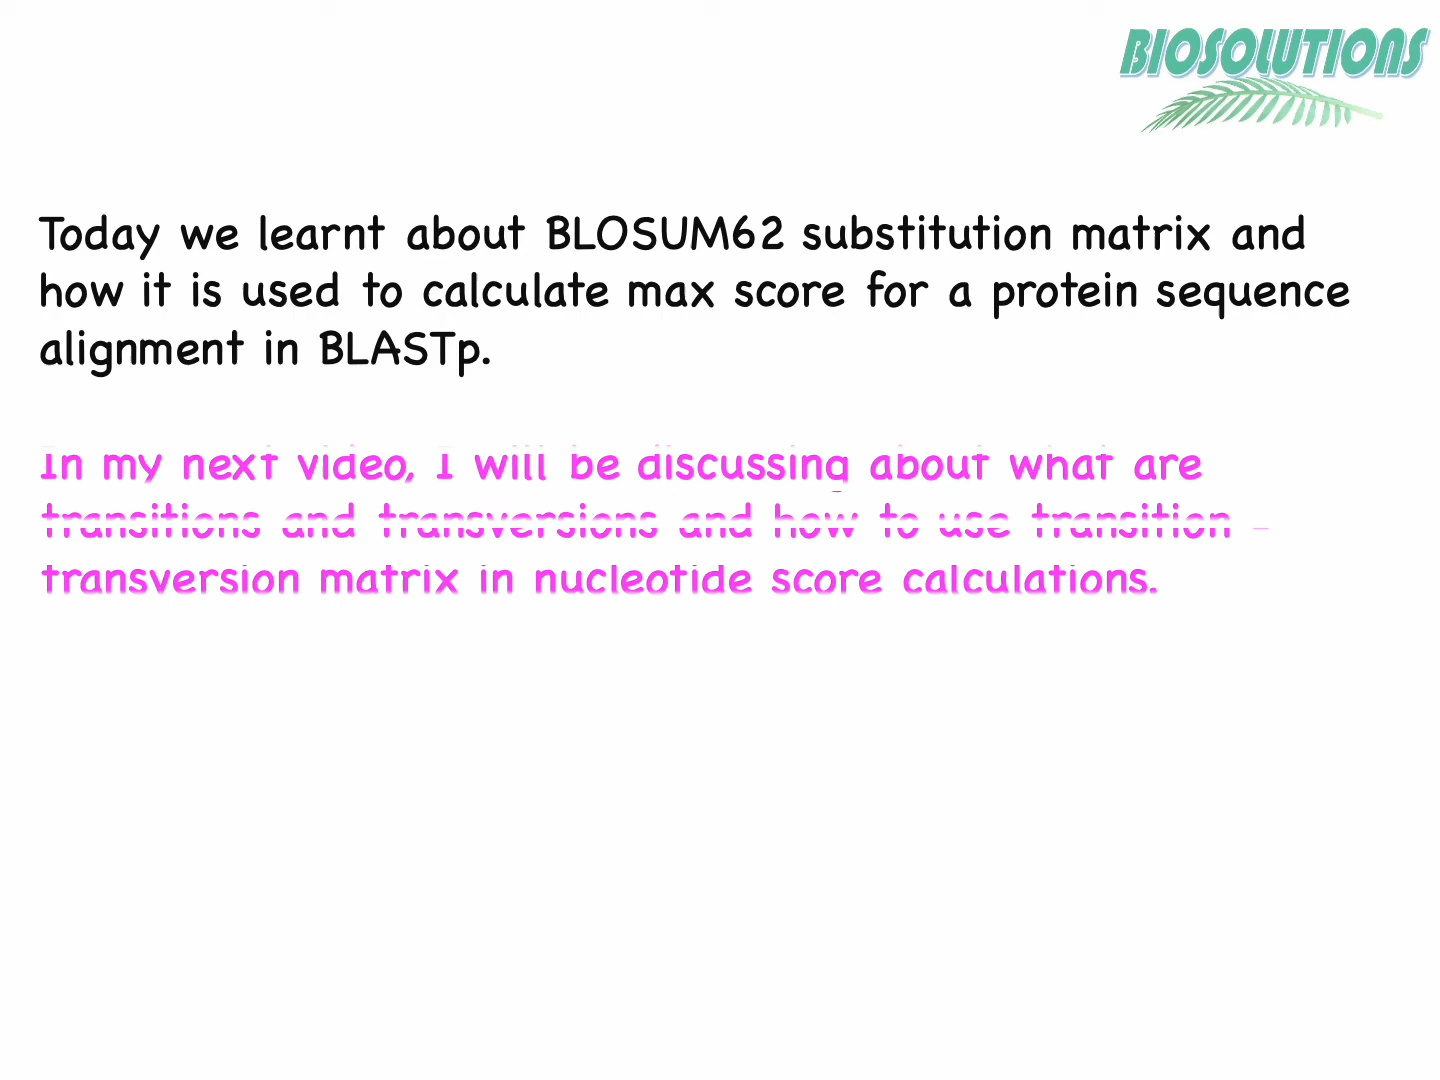 BIOSOLUTIONS
Today we learnt about BLOSUM62 substitution matrix and
how it is used to calculate max score for a protein sequence
alignment in BLASTp.
In my next video, I will be discussing about what are
transitions and transversions and how to use transition -
transversion matrix in nucleotide score calculations.